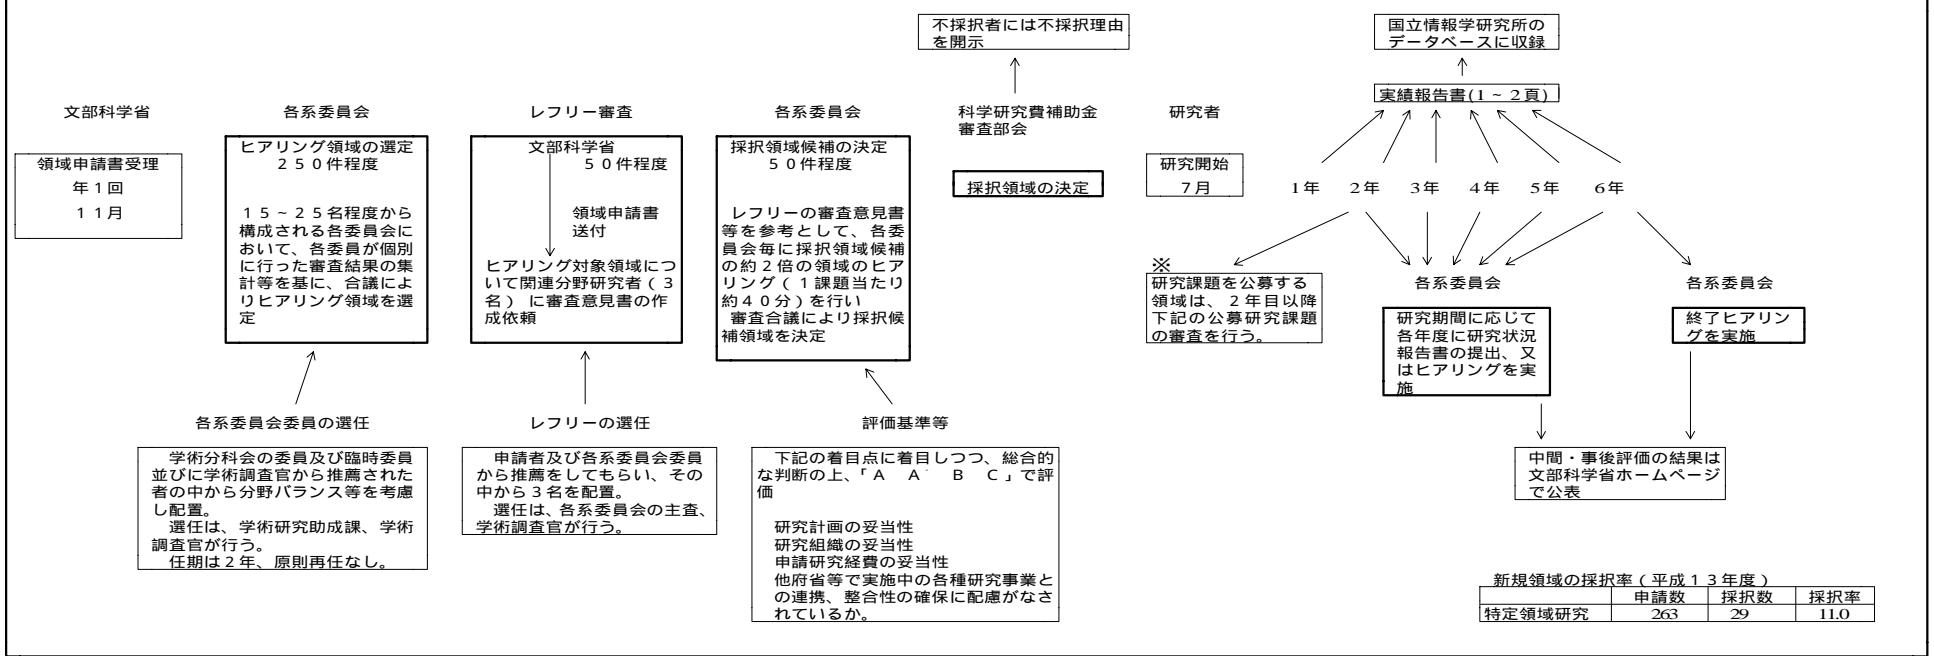 不採択者には不採択理由
を開示
国立情報学研究所の
データベースに収録
実績報告書(1～2頁)
文部科学省
各系委員会
レフリー審査
各系委員会
科学研究費補助金
審査部会
研究者
領域申請書受理
年１回
１１月
ヒアリング領域の選定
２５０件程度
１５～２５名程度から
構成される各委員会に
おいて、各委員が個別
に行った審査結果の集
計等を基に、合議によ
りヒアリング領域を選
定
文部科学省
５０件程度
領域申請書
送付
ヒアリング対象領域につ
いて関連分野研究者（３
名） に審査意見書の作
成依頼
採択領域候補の決定
５０件程度
レフリーの審査意見書
等を参考として、各委
員会毎に採択領域候補
の約２倍の領域のヒア
リング（１課題当たり
約４０分）を行い
審査合議により採択候
補領域を決定
採択領域の決定
研究開始
７月
1年
2年
3年
4年
5年
6年
※
研究課題を公募する
領域は、２年目以降
下記の公募研究課題
の審査を行う。
各系委員会
研究期間に応じて
各年度に研究状況
報告書の提出、又
はヒアリングを実
施
各系委員会
終了ヒアリン
グを実施
各系委員会委員の選任
学術分科会の委員及び臨時委員
並びに学術調査官から推薦された
者の中から分野バランス等を考慮
し配置。
選任は、学術研究助成課、学術
調査官が行う。
任期は２年、原則再任なし。
レフリーの選任
申請者及び各系委員会委員
から推薦をしてもらい、その
中から３名を配置。
選任は、各系委員会の主査、
学術調査官が行う。
評価基準等
下記の着目点に着目しつつ、総合的
な判断の上、「Ａ Ａ Ｂ Ｃ」で評
価
研究計画の妥当性
研究組織の妥当性
申請研究経費の妥当性
他府省等で実施中の各種研究事業と
の連携、整合性の確保に配慮がなさ
れているか。
中間・事後評価の結果は
文部科学省ホームページ
で公表
新規領域の採択率（平成１３年度）
申請数 採択数 採択率
特定領域研究 263 29 11.0